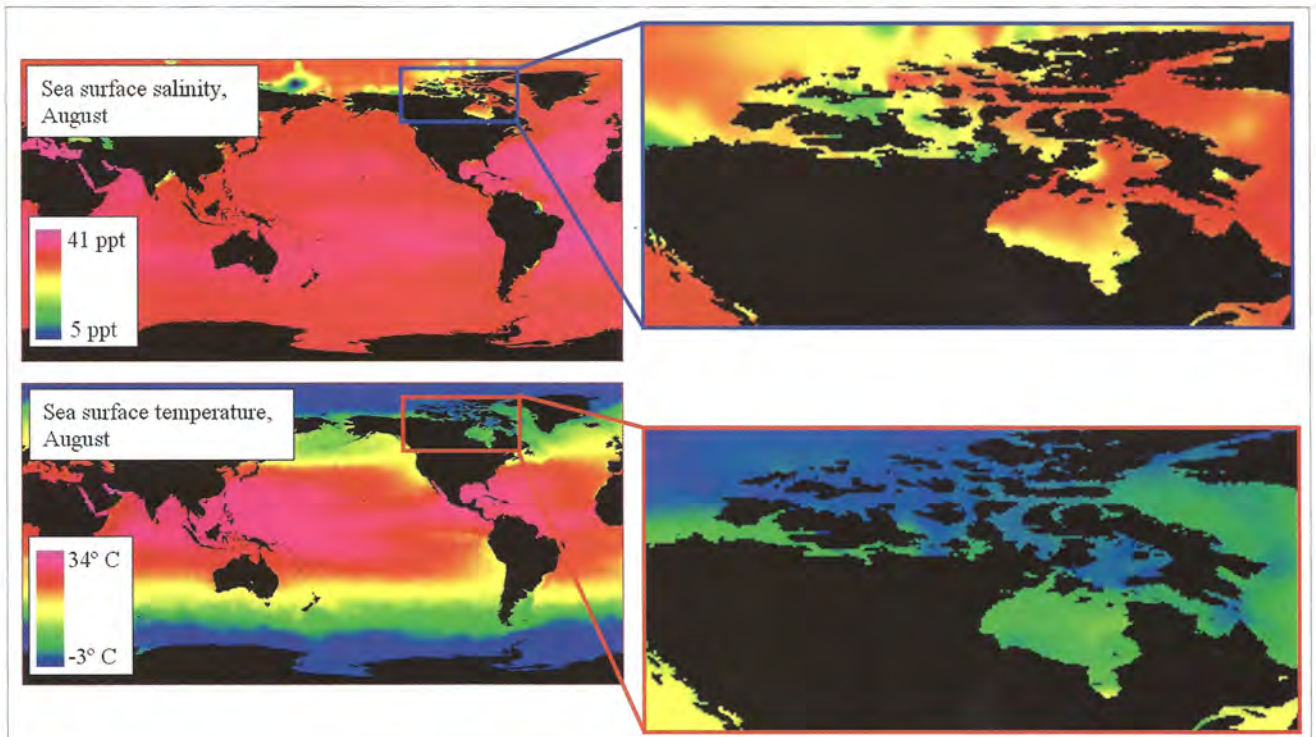 Sea surface salinity,
August
41 ppt
5 ppt
Sea surface temperature,
August
34° C
-3° C